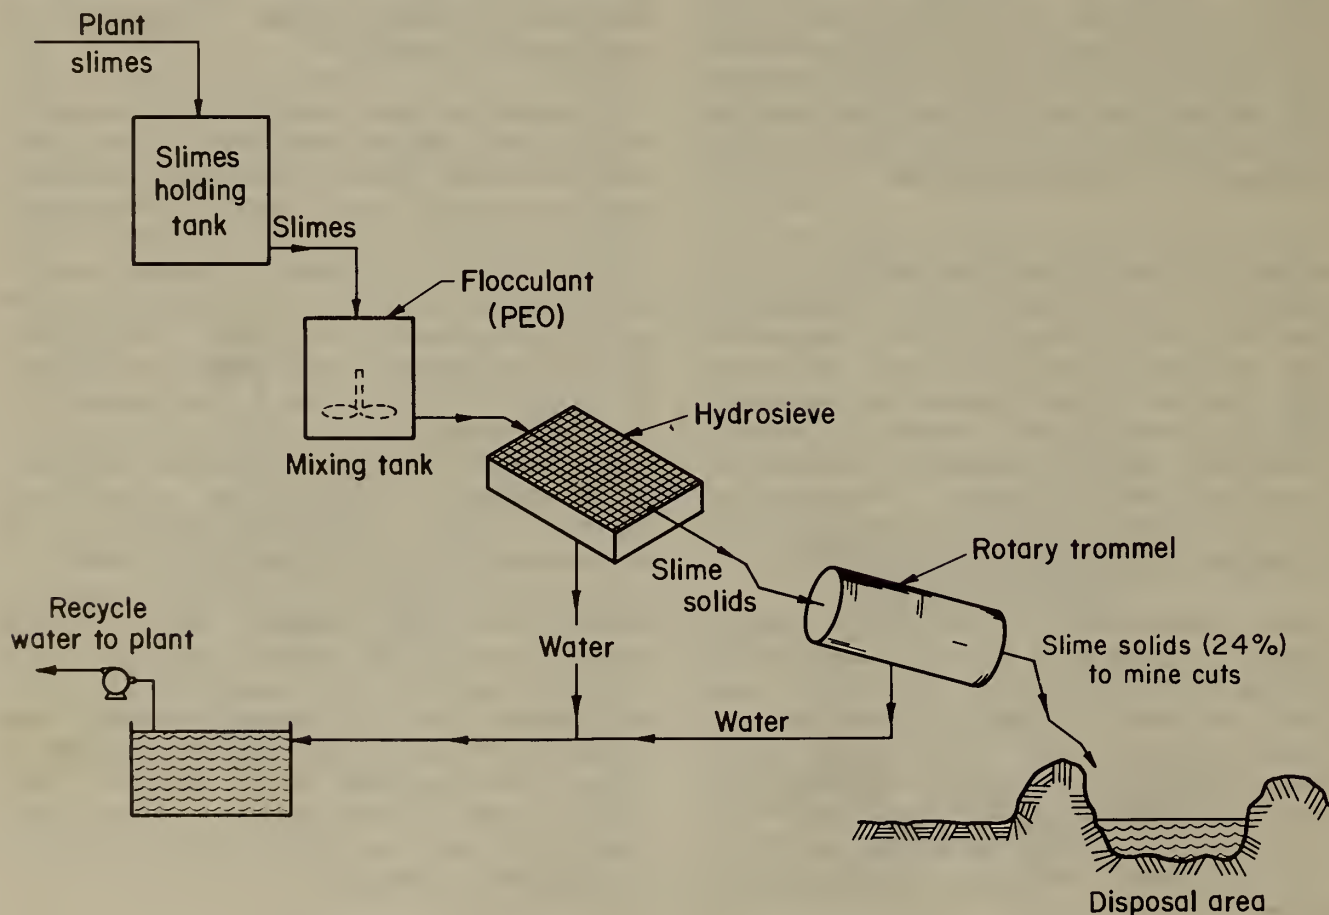 Plant
slimes
Slimes
holding
tank
Slimes
Flocculant
(PEO)
Mixing tank
Hydrosieve
Slime
solids
Rotary trommel
Recycle
water to plant
Water
Water
Slime solids (24%)
to mine cuts
Disposal area